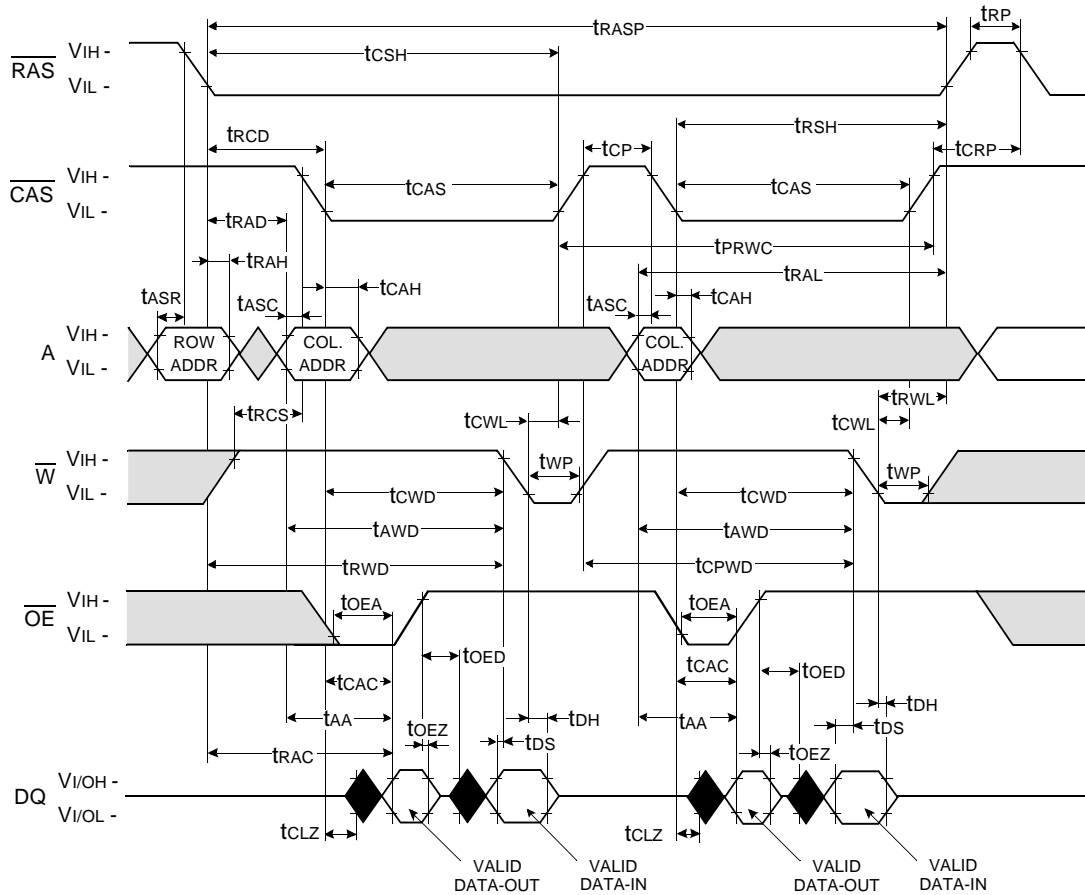 tRASP
tRP
tCSH
RAS
VIH -
VIL -
tRSH
tRCD
tCP
tCRP
CAS
VIH -
VIL -
tCAS
tCAS
tRAD
tPRWC
tRAH
tRAL
tASR
tASC
tCAH
tASC
tCAH
A
VIH -
VIL -
ROW
ADDR
COL.
ADDR
COL.
ADDR
tRCS
tCWL
tRWL
tCWL
W
VIH -
VIL -
tWP
tWP
tCWD
tCWD
tAWD
tAWD
tRWD
tCPWD
OE
VIH -
VIL -
tOEA
tOEA
tOED
tCAC
tOED
tCAC
tAA
tDH
tAA
tDH
tOEZ
tDS
tDS
tRAC
tOEZ
DQ
VI/OH -
VI/OL -
tCLZ
tCLZ
VALID
DATA-OUT
VALID
DATA-IN
VALID
DATA-OUT
VALID
DATA-IN